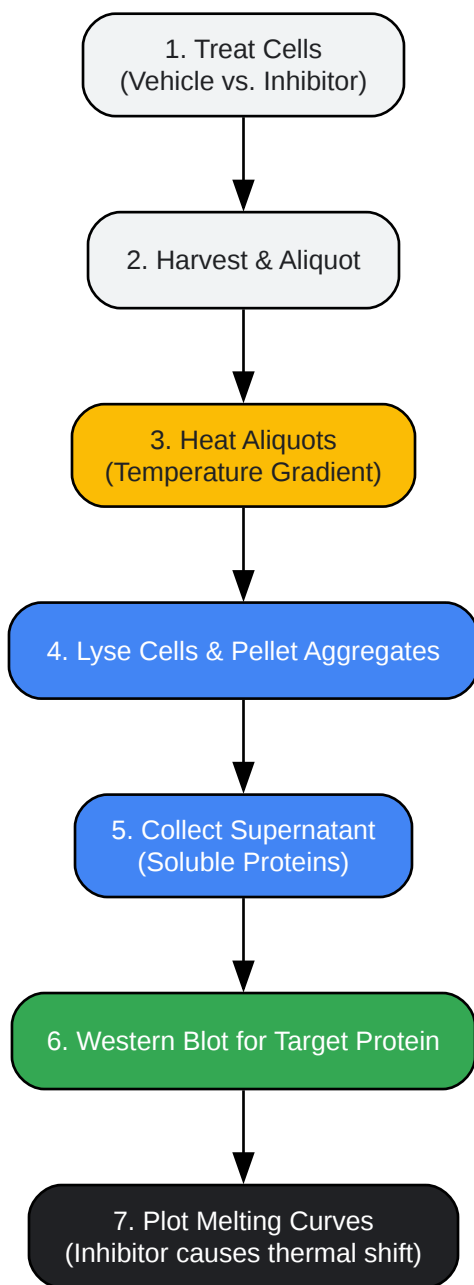 1. Treat Cells
(Vehicle vs. Inhibitor)
2. Harvest & Aliquot
3. Heat Aliquots
(Temperature Gradient)
4. Lyse Cells & Pellet Aggregates
5. Collect Supernatant
(Soluble Proteins)
6. Western Blot for Target Protein
7. Plot Melting Curves
(Inhibitor causes thermal shift)